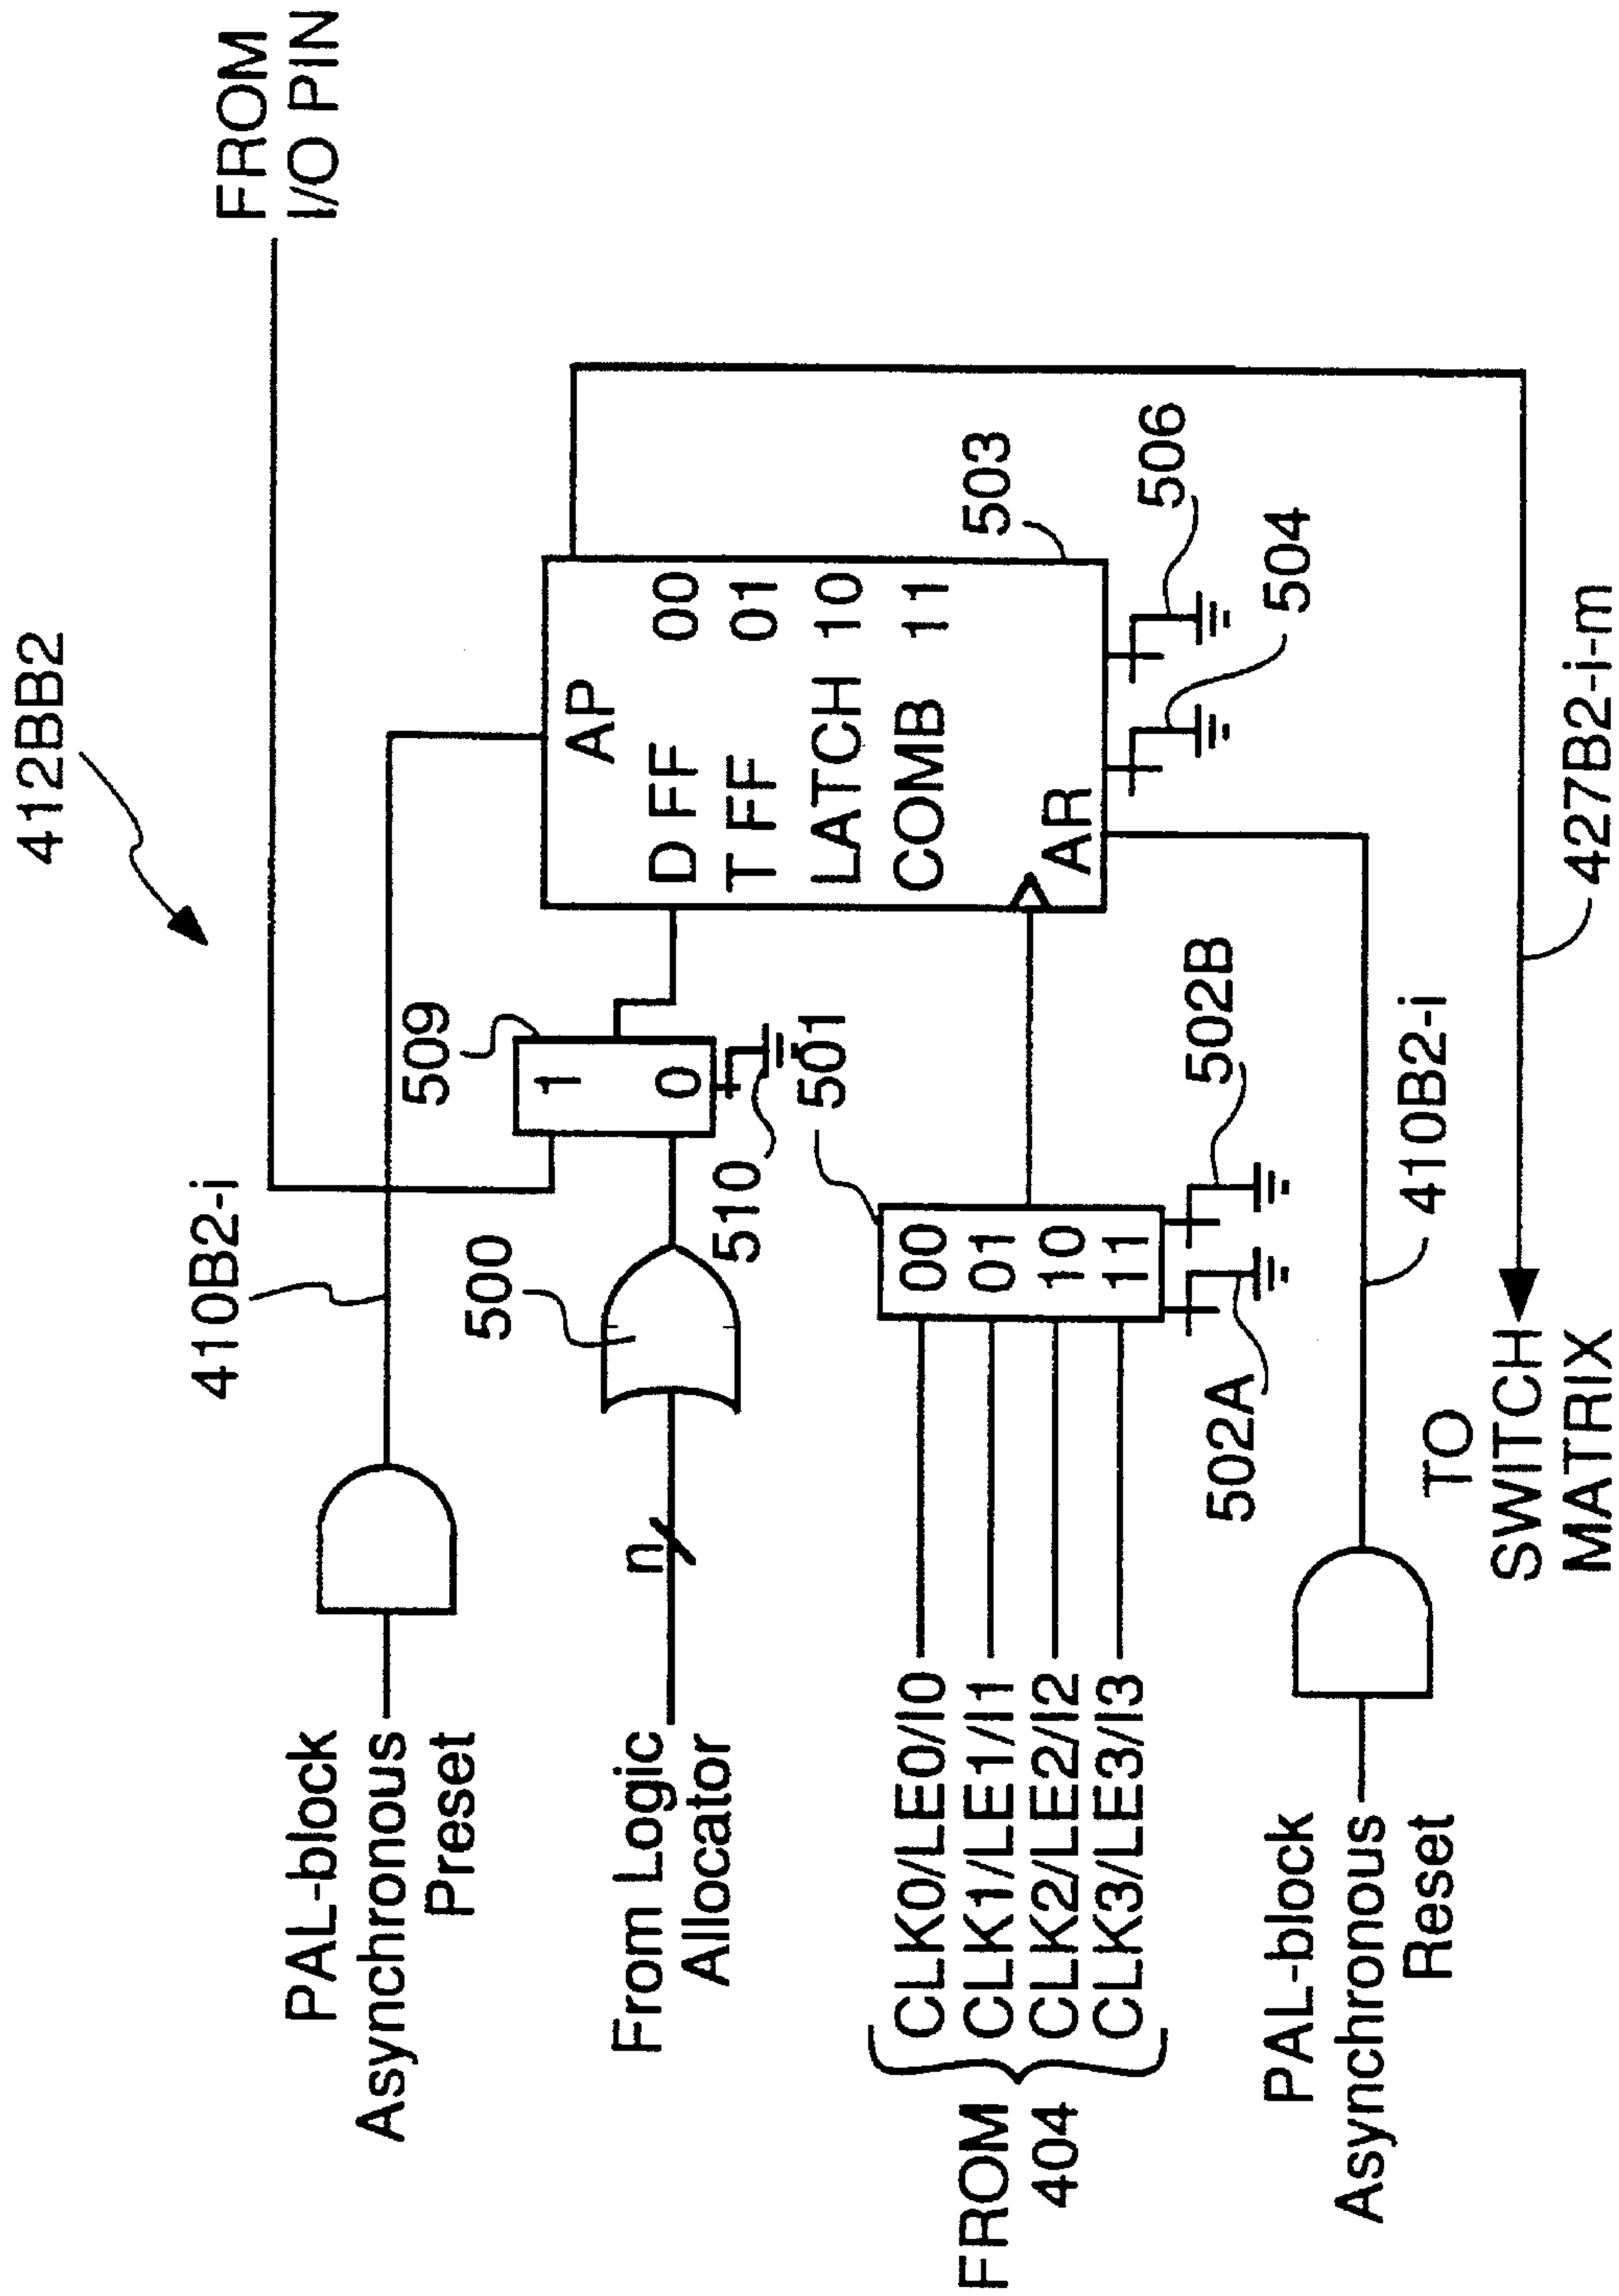 412BB2
FROM
I/O PIN
410B2-i
PAL-block
Asynchronous
Preset
509
1
0
510
500
n
From Logic
Allocator
AP
D FF 00
T FF 01
LATCH 10
COMB 11
AR
503
506
504
501
00
01
10
11
502A
502B
FROM
404
CLK0/LE0/I0
CLK1/LE1/I1
CLK2/LE2/I2
CLK3/LE3/I3
PAL-block
Asynchronous
Reset
410B2-i
TO
SWITCH
MATRIX
427B2-i-m